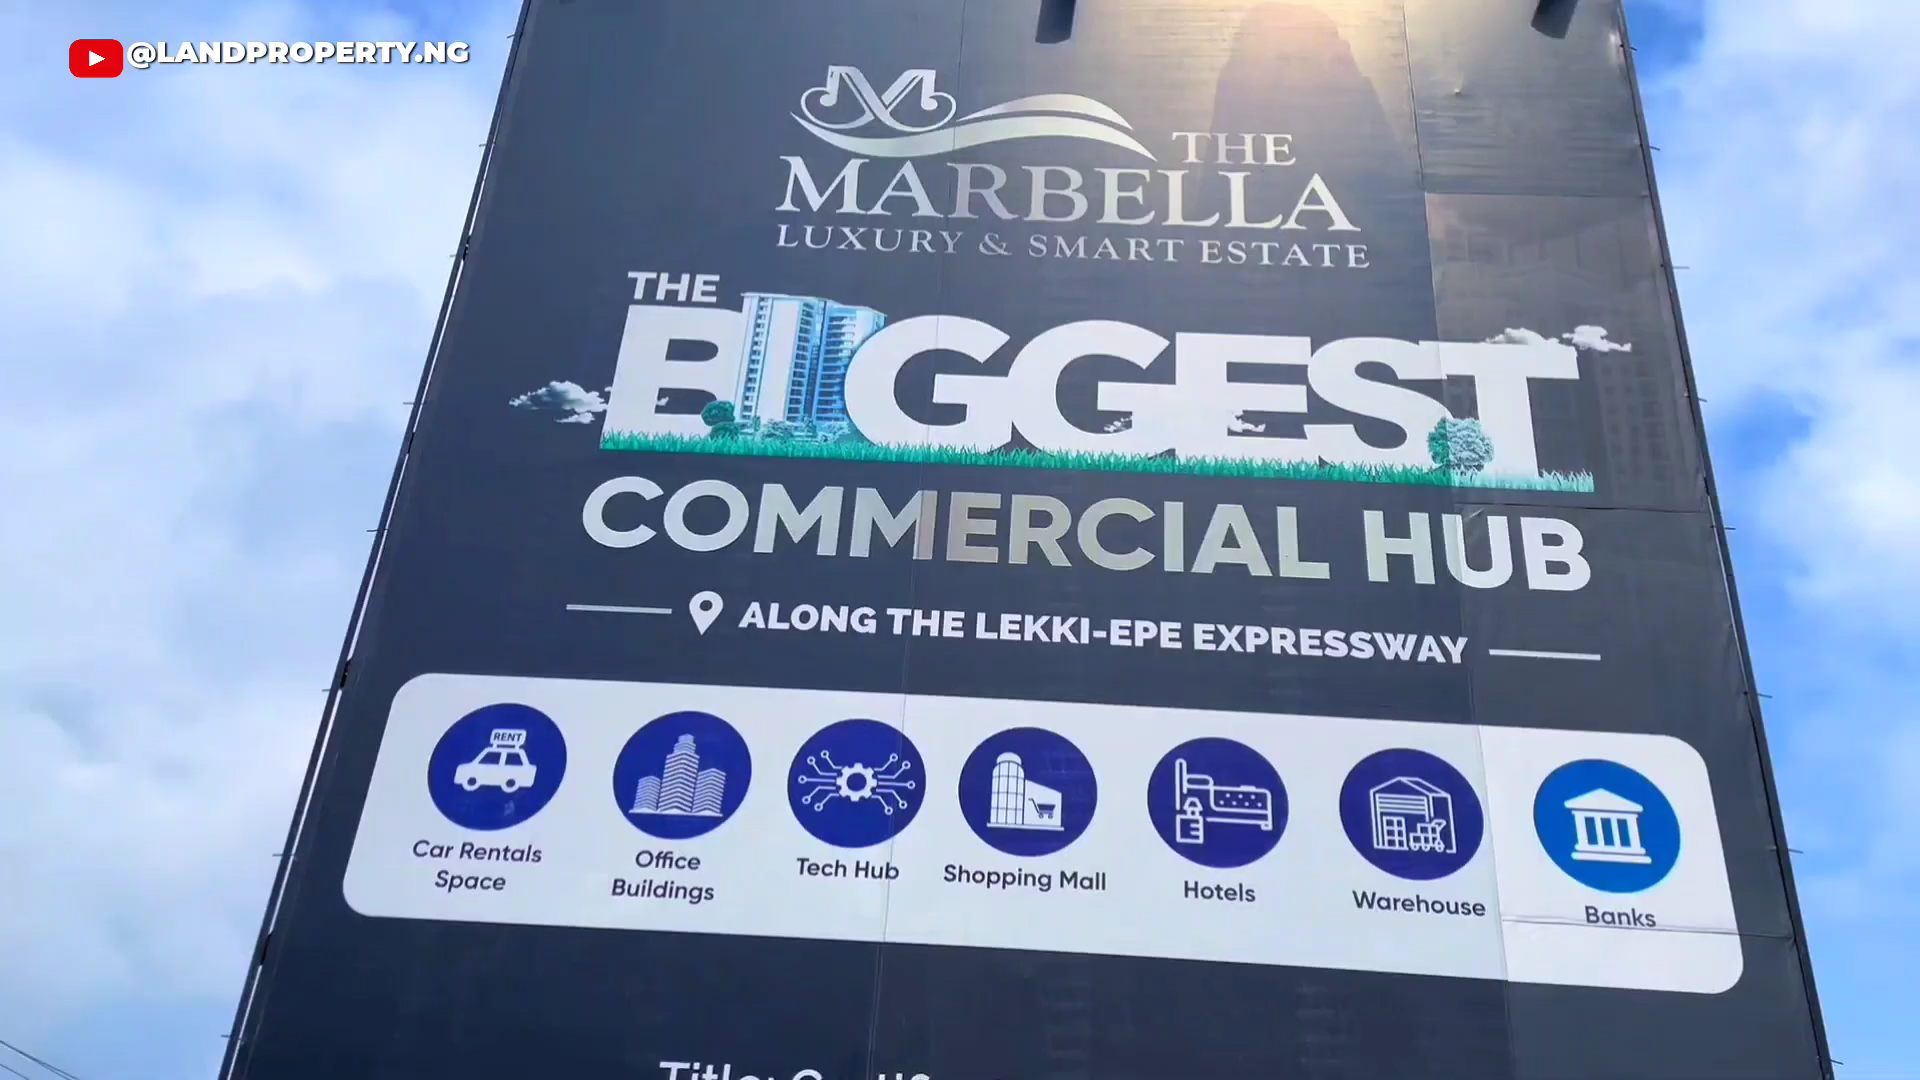 @LANDPROPERTY.NG
THE
MARBELLA
LUXURY & SMART ESTATE
THE
BIGGEST
COMMERCIAL HUB
ALONG THE LEKKI-EPE EXPRESSWAY
RENT
Car Rentals
Space
Office
Buildings
Tech Hub
Shopping Mall
Hotels
Warehouse
Banks
Title: